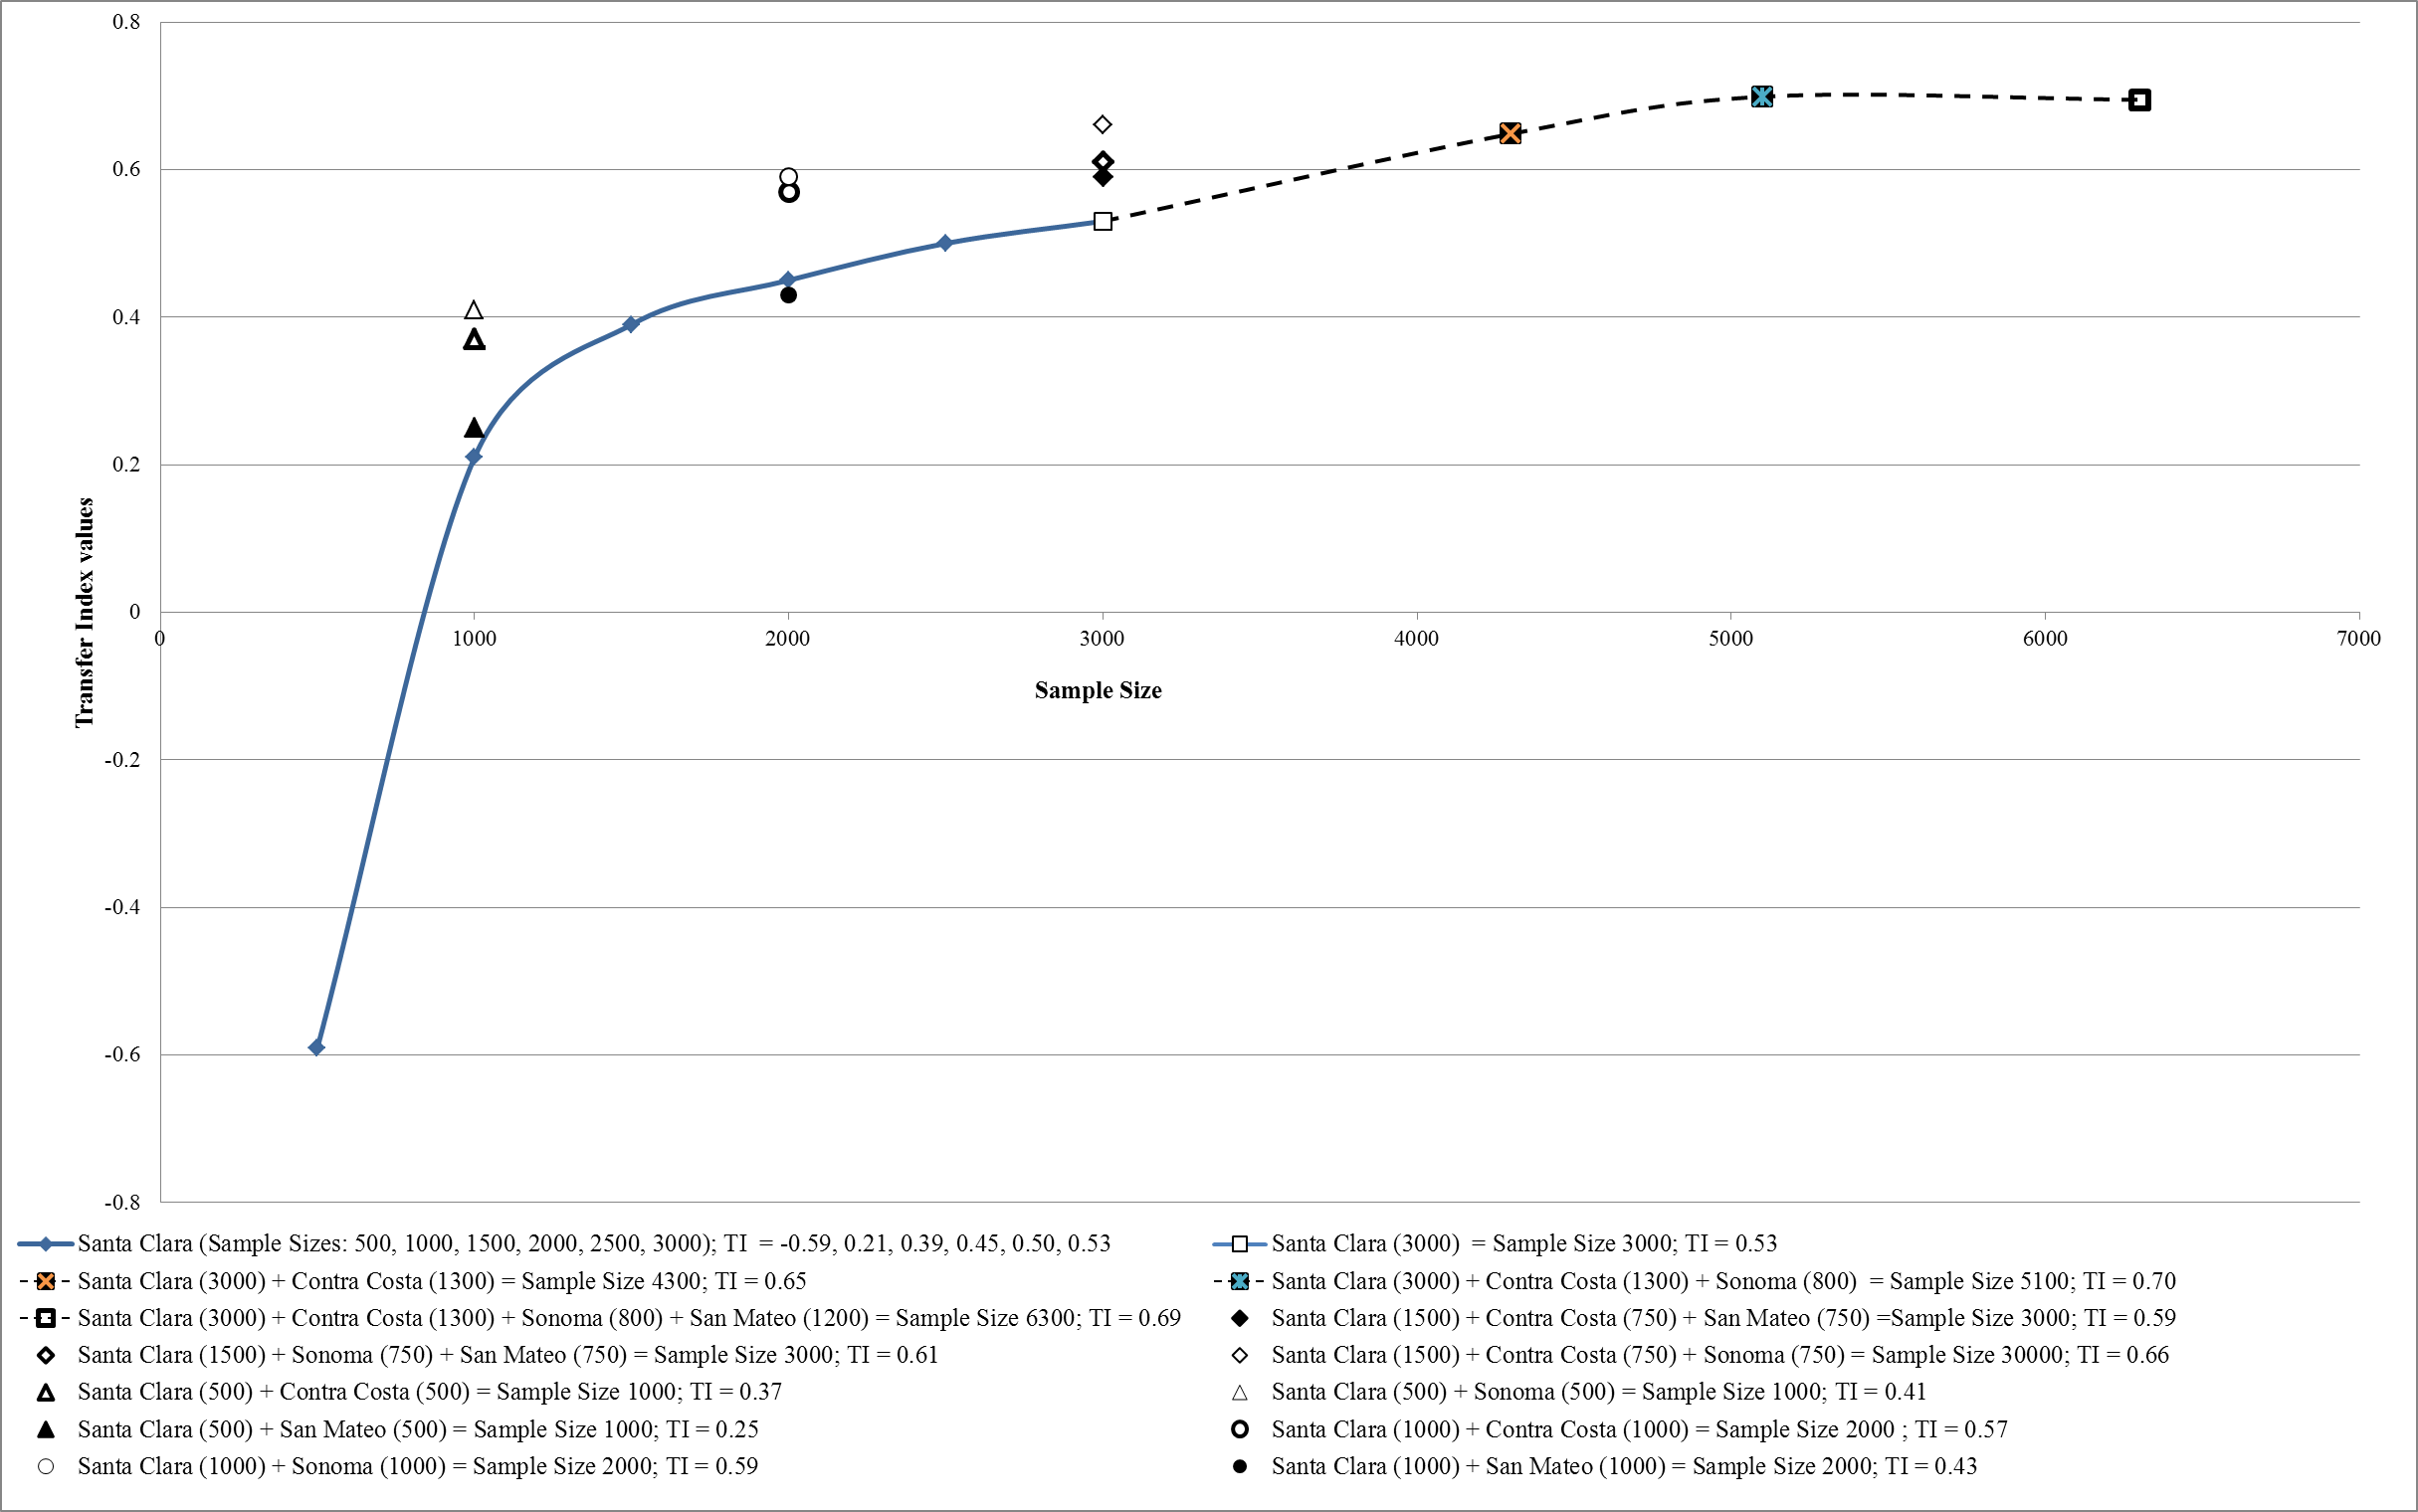 0.8
0.6
0.4
0.2
0
-0.2
-0.4
-0.6
-0.8
Transfer Index values
0 1000 2000 3000 4000 5000 6000 7000
Sample Size
Santa Clara (Sample Sizes: 500, 1000, 1500, 2000, 2500, 3000); TI = -0.59, 0.21, 0.39, 0.45, 0.50, 0.53
Santa Clara (3000) = Sample Size 3000; TI = 0.53
Santa Clara (3000) + Contra Costa (1300) = Sample Size 4300; TI = 0.65
Santa Clara (3000) + Contra Costa (1300) + Sonoma (800) = Sample Size 5100; TI = 0.70
Santa Clara (3000) + Contra Costa (1300) + Sonoma (800) + San Mateo (1200) = Sample Size 6300; TI = 0.69
Santa Clara (1500) + Contra Costa (750) + San Mateo (750) =Sample Size 3000; TI = 0.59
Santa Clara (1500) + Sonoma (750) + San Mateo (750) = Sample Size 3000; TI = 0.61
Santa Clara (1500) + Contra Costa (750) + Sonoma (750) = Sample Size 30000; TI = 0.66
Santa Clara (500) + Contra Costa (500) = Sample Size 1000; TI = 0.37
Santa Clara (500) + Sonoma (500) = Sample Size 1000; TI = 0.41
Santa Clara (500) + San Mateo (500) = Sample Size 1000; TI = 0.25
Santa Clara (1000) + Contra Costa (1000) = Sample Size 2000 ; TI = 0.57
Santa Clara (1000) + Sonoma (1000) = Sample Size 2000; TI = 0.59
Santa Clara (1000) + San Mateo (1000) = Sample Size 2000; TI = 0.43